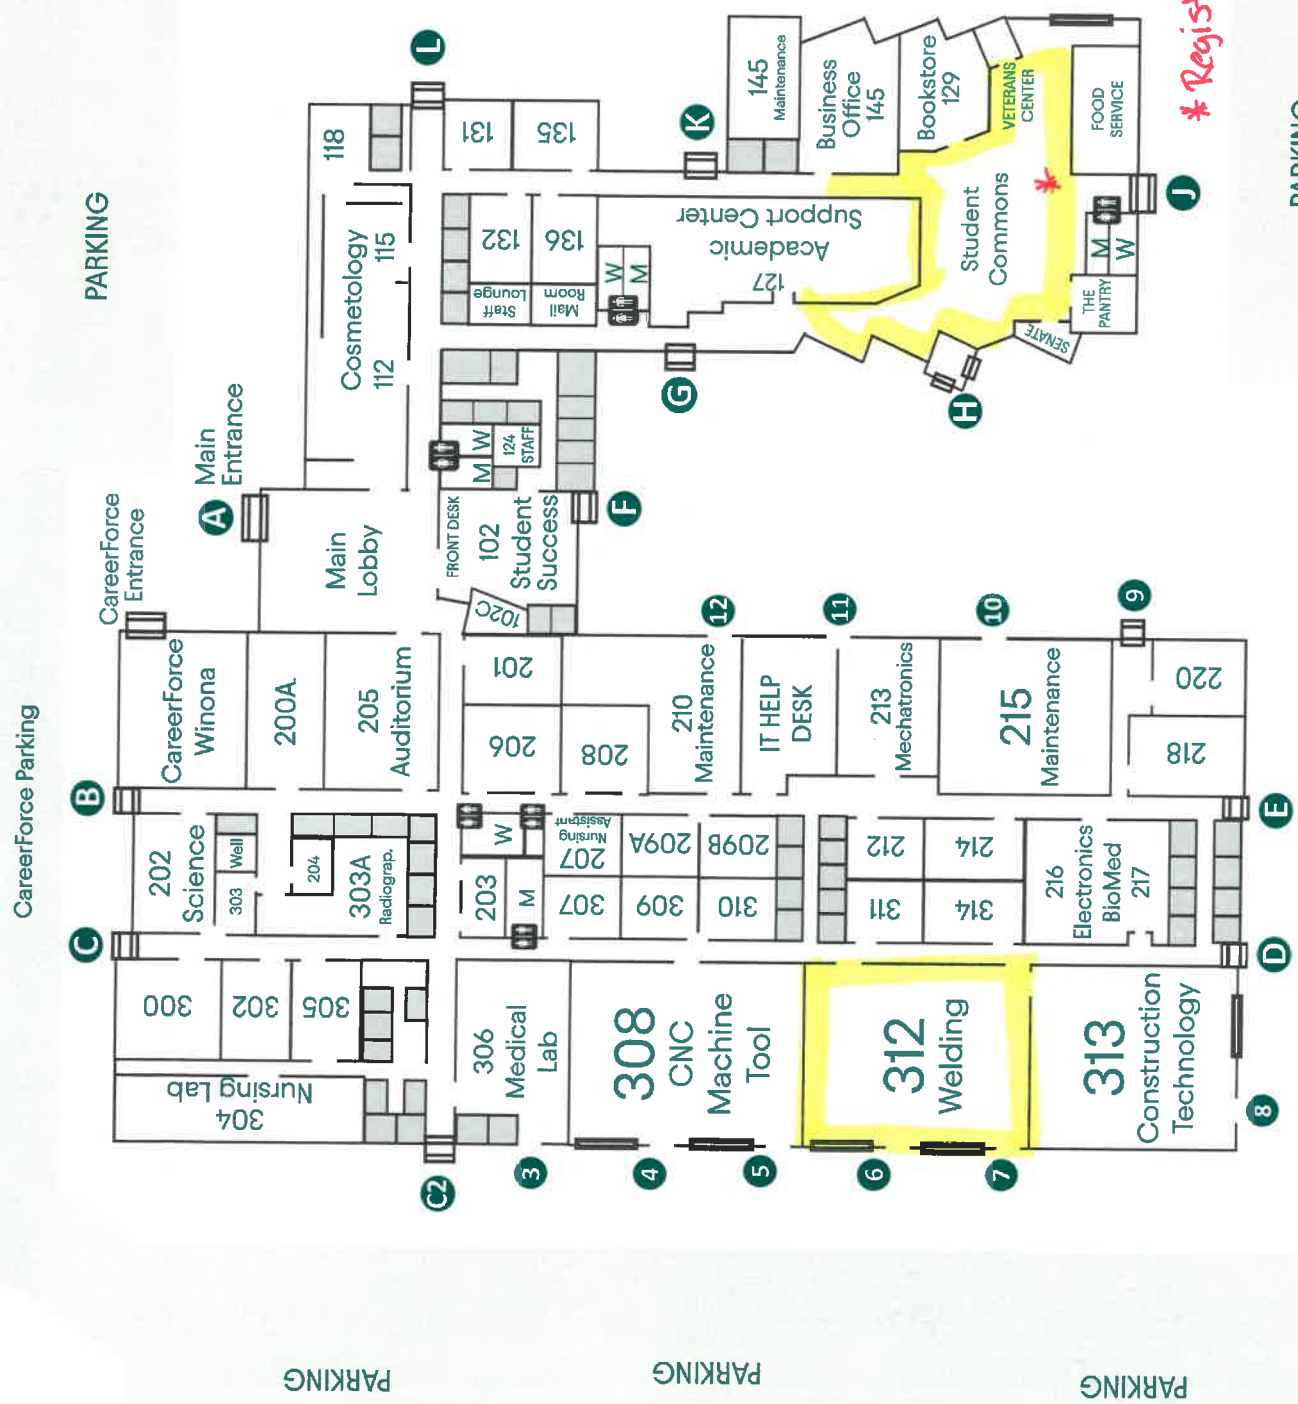 * Regis
PARKING
L
118
131
135
145
Maintenance
Business
Office
145
Bookstore
129
VETERANS
CENTER
FOOD
SERVICE
K
J
Cosmetology
115
112
132
136
Staff
Lounge
Mail
Room
W
M
Academic
Support Center
127
Student
Commons
M
W
THE
PANTRY
SENATE
G
H
Main
Entrance
A
CareerForce
Entrance
Main
Lobby
M W
124
STAFF
FRONT DESK
102
Student
Success
102C
F
CareerForce Parking
CareerForce
Winona
200A
205
Auditorium
201
206
208
210
Maintenance
IT HELP
DESK
213
Mechatronics
215
Maintenance
220
218
12
11
10
9
B
202
Science
Well
303
204
303A
Radiograp.
W
203
M
Nursing
Assistant
207
209A
209B
307
309
310
212
214
311
314
216
Electronics
BioMed
217
E
C
D
300
302
305
304
Nursing Lab
306
Medical
Lab
308
CNC
Machine
Tool
312
Welding
313
Construction
Technology
C2
3
4
5
6
7
8
PARKING
PARKING
PARKING
PARKING